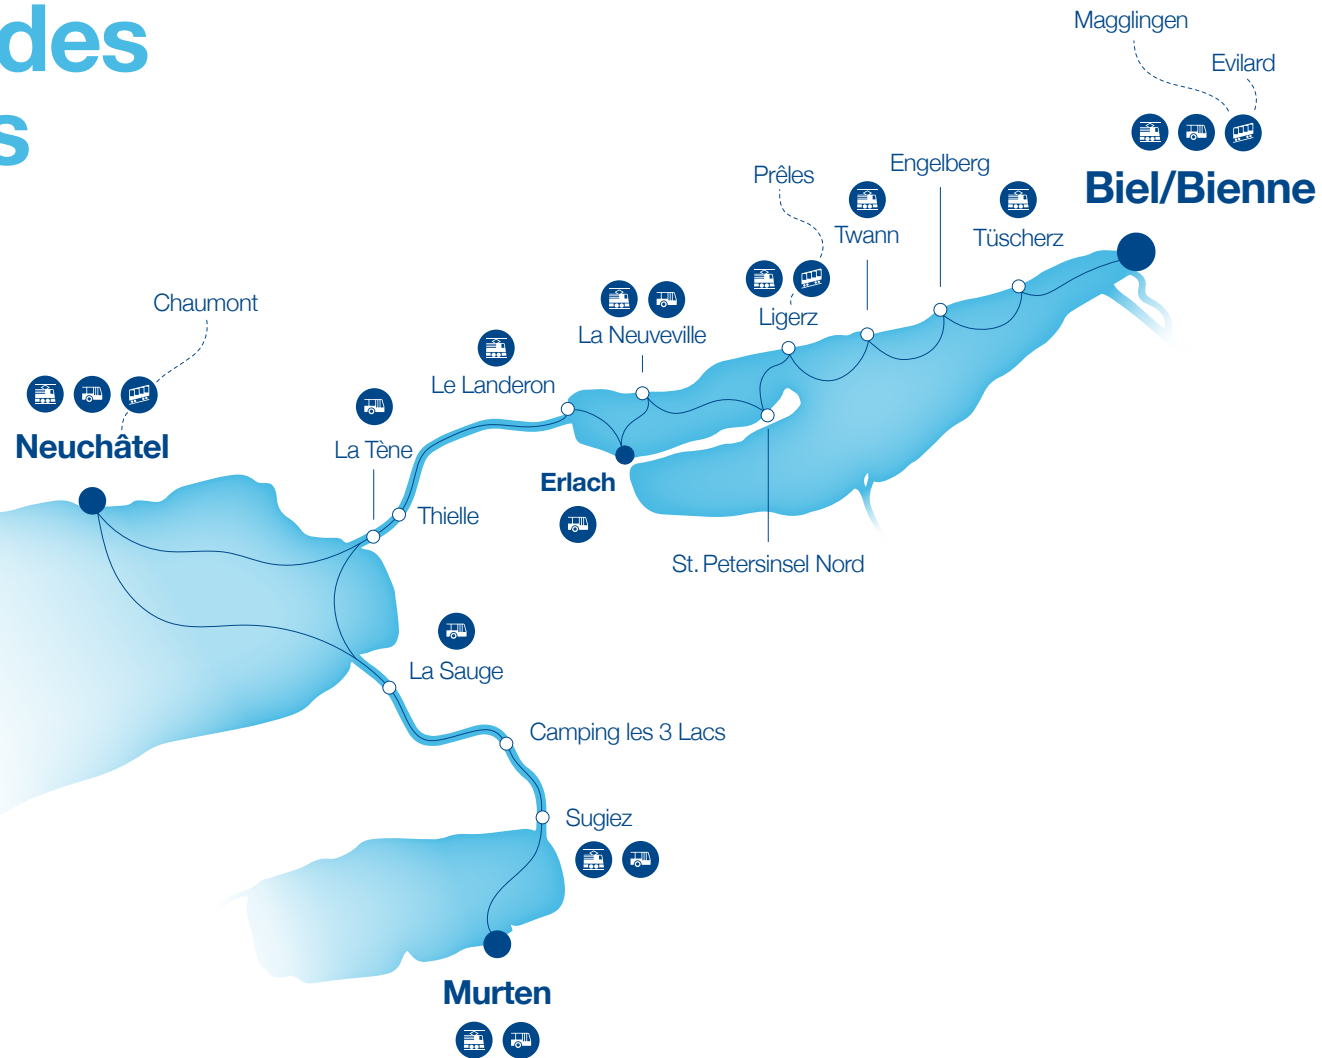 des
s
Magglingen
Evilard
Biel/Bienne
Engelberg
Prêles
Twann
Tüscherz
Ligerz
La Neuveville
Chaumont
Le Landeron
Neuchâtel
La Tène
Erlach
Thielle
St. Petersinsel Nord
La Sauge
Camping les 3 Lacs
Sugiez
Murten